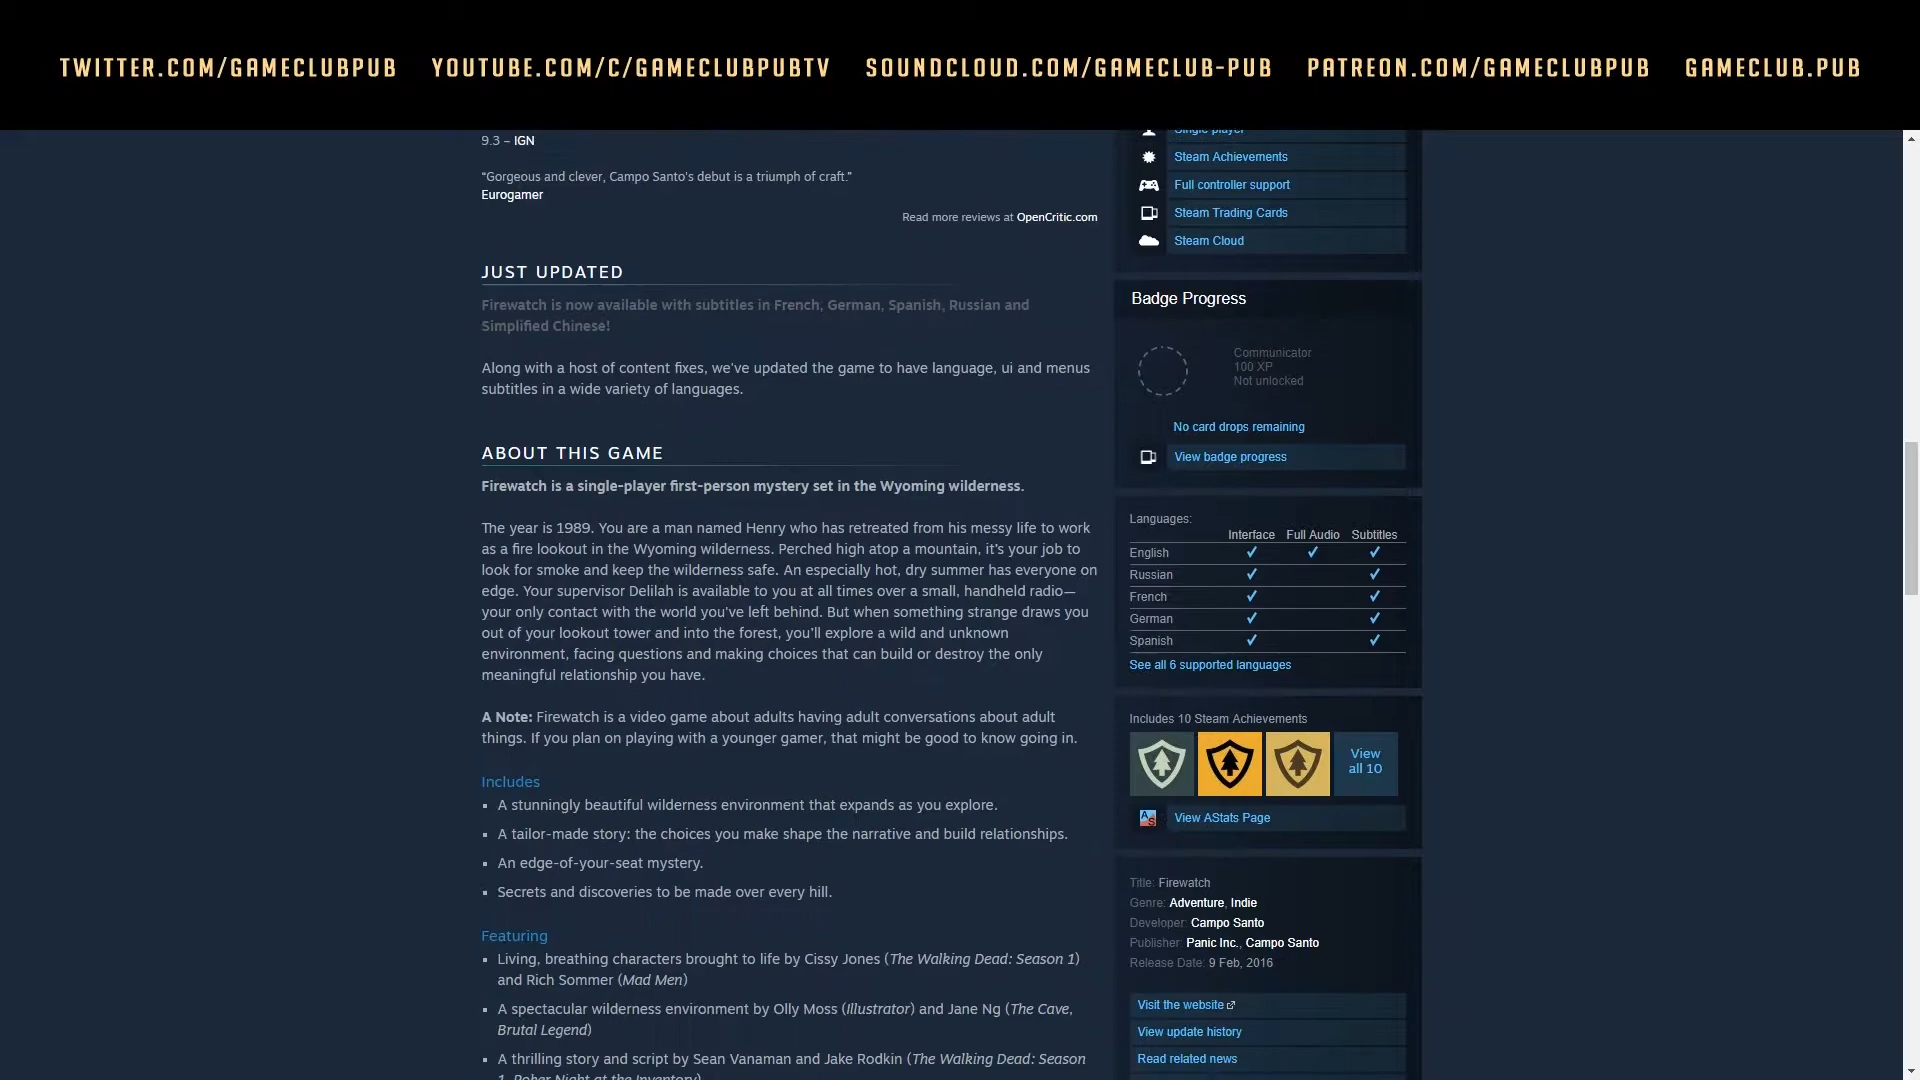 TWITTER.COM/GAMECLUBPUB YOUTUBE.COM/C/GAMECLUBPUBTV SOUNDCLOUD.COM/GAMECLUB-PUB PATREON.COM/GAMECLUBPUB GAMECLUB.PUB
9.3 – IGN
“Gorgeous and clever, Campo Santo’s debut is a triumph of craft.”
Eurogamer
Read more reviews at OpenCritic.com
JUST UPDATED
Firewatch is now available with subtitles in French, German, Spanish, Russian and
Simplified Chinese!
Along with a host of content fixes, we've updated the game to have language, ui and menus
subtitles in a wide variety of languages.
ABOUT THIS GAME
Firewatch is a single-player first-person mystery set in the Wyoming wilderness.
The year is 1989. You are a man named Henry who has retreated from his messy life to work
as a fire lookout in the Wyoming wilderness. Perched high atop a mountain, it's your job to
look for smoke and keep the wilderness safe. An especially hot, dry summer has everyone on
edge. Your supervisor Delilah is available to you at all times over a small, handheld radio—
your only contact with the world you've left behind. But when something strange draws you
out of your lookout tower and into the forest, you'll explore a wild and unknown
environment, facing questions and making choices that can build or destroy the only
meaningful relationship you have.
A Note: Firewatch is a video game about adults having adult conversations about adult
things. If you plan on playing with a younger gamer, that might be good to know going in.
Includes
▪ A stunningly beautiful wilderness environment that expands as you explore.
▪ A tailor-made story: the choices you make shape the narrative and build relationships.
▪ An edge-of-your-seat mystery.
▪ Secrets and discoveries to be made over every hill.
Featuring
▪ Living, breathing characters brought to life by Cissy Jones (The Walking Dead: Season 1)
and Rich Sommer (Mad Men)
▪ A spectacular wilderness environment by Olly Moss (Illustrator) and Jane Ng (The Cave,
Brutal Legend)
▪ A thrilling story and script by Sean Vanaman and Jake Rodkin (The Walking Dead: Season
1, Poker Night at the Inventory)
Single-player
Steam Achievements
Full controller support
Steam Trading Cards
Steam Cloud
Badge Progress
Communicator
100 XP
Not unlocked
No card drops remaining
View badge progress
Languages:
Interface Full Audio Subtitles
English ✓ ✓ ✓
Russian ✓ ✓
French ✓ ✓
German ✓ ✓
Spanish ✓ ✓
See all 6 supported languages
Includes 10 Steam Achievements
View
all 10
AS View AStats Page
Title: Firewatch
Genre: Adventure, Indie
Developer: Campo Santo
Publisher: Panic Inc., Campo Santo
Release Date: 9 Feb, 2016
Visit the website
View update history
Read related news